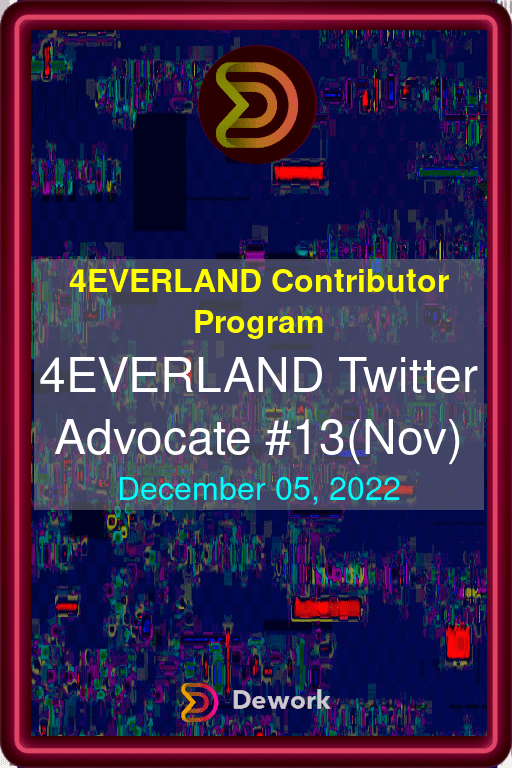 4EVERLAND Contributor
Program
4EVERLAND Twitter
Advocate #13(Nov)
December 05, 2022
Dework